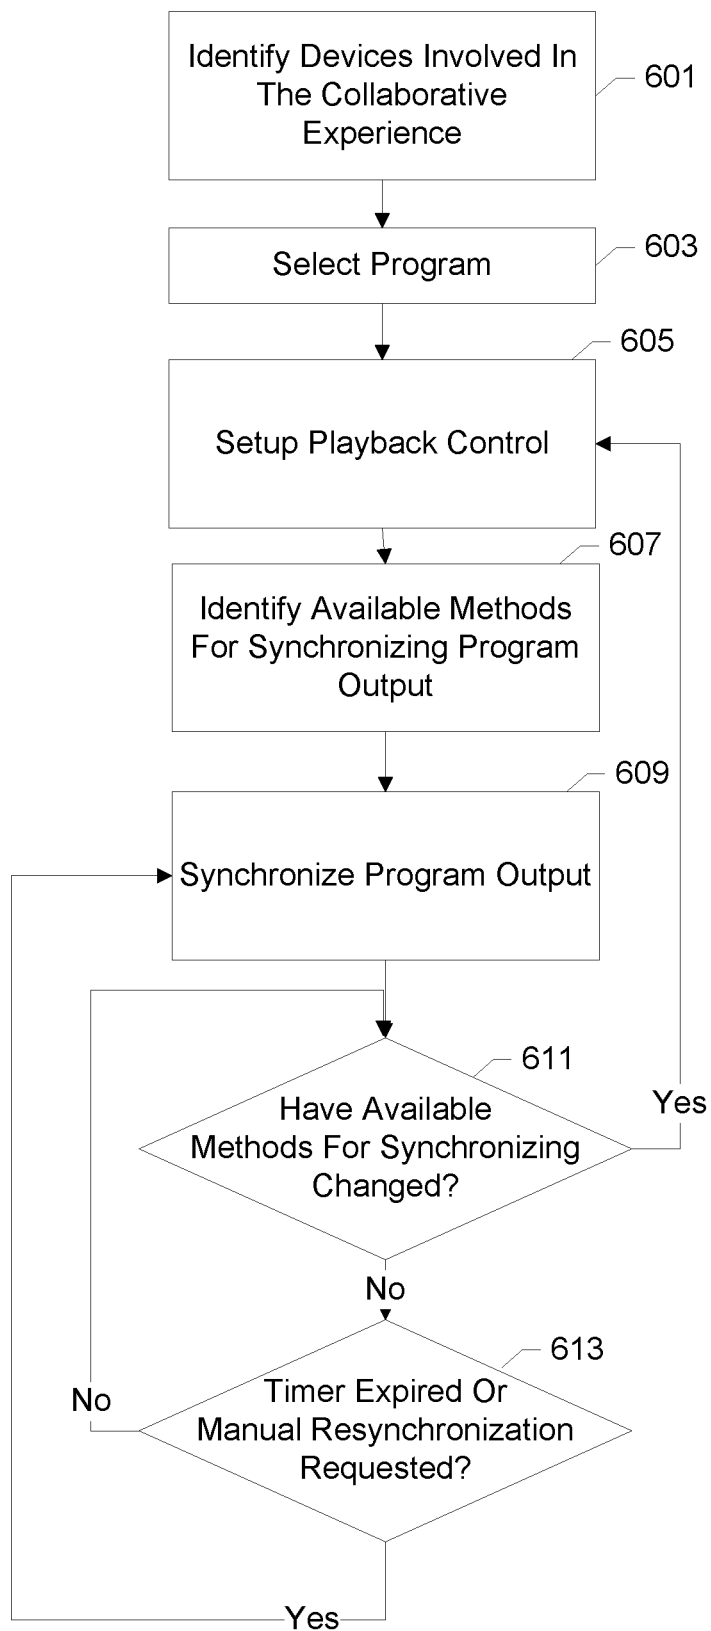 Identify Devices Involved In
The Collaborative
Experience
601
Select Program
603
605
Setup Playback Control
607
Identify Available Methods
For Synchronizing Program
Output
609
Synchronize Program Output
611
Have Available
Methods For Synchronizing
Changed?
Yes
No
613
Timer Expired Or
Manual Resynchronization
Requested?
No
Yes